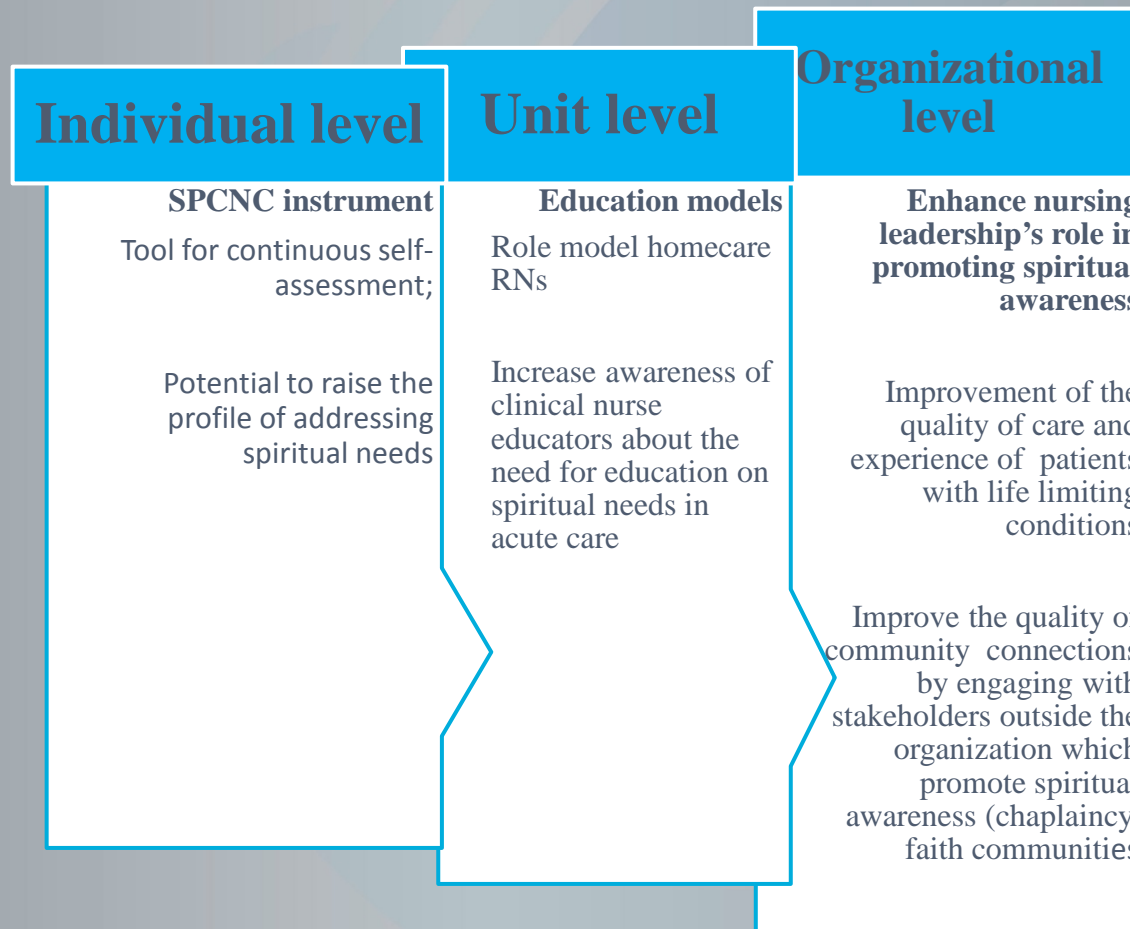 Individual level
SPCNC instrument
Tool for continuous self-
assessment;
Potential to raise the
profile of addressing
spiritual needs
Unit level
Education models
Role model homecare
RNs
Increase awareness of
clinical nurse
educators about the
need for education on
spiritual needs in
acute care
Organizational
level
Enhance nursing
leadership’s role in
promoting spiritua
awareness
Improvement of the
quality of care and
experience of patients
with life limiting
conditions
Improve the quality of
community connections
by engaging with
stakeholders outside the
organization which
promote spiritua
awareness (chaplaincy
faith communities